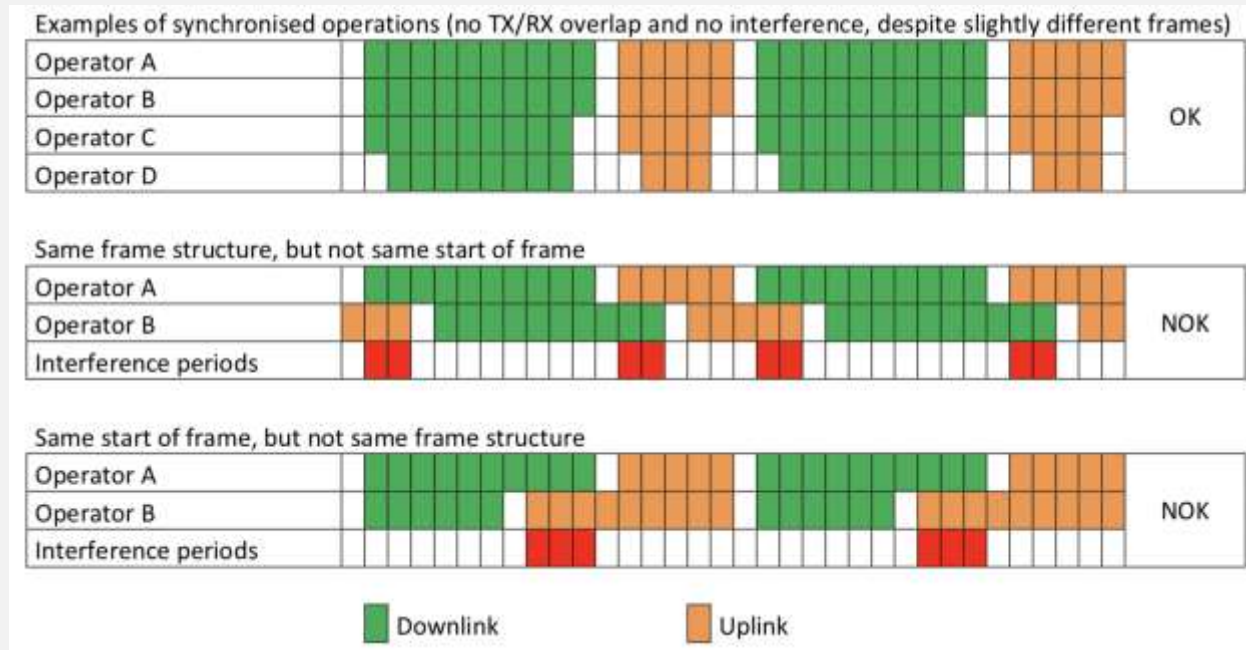 Examples of synchronised operations (no TX/RX overlap and no interference, despite slightly different frames)
Operator A
Operator B
OK
Operator C
Operator D
Same frame structure, but not same start of frame
Operator A
Operator B
NOK
Interference periods
Same start of frame, but not same frame structure
Operator A
Operator B
NOK
Interference periods
Downlink
Uplink